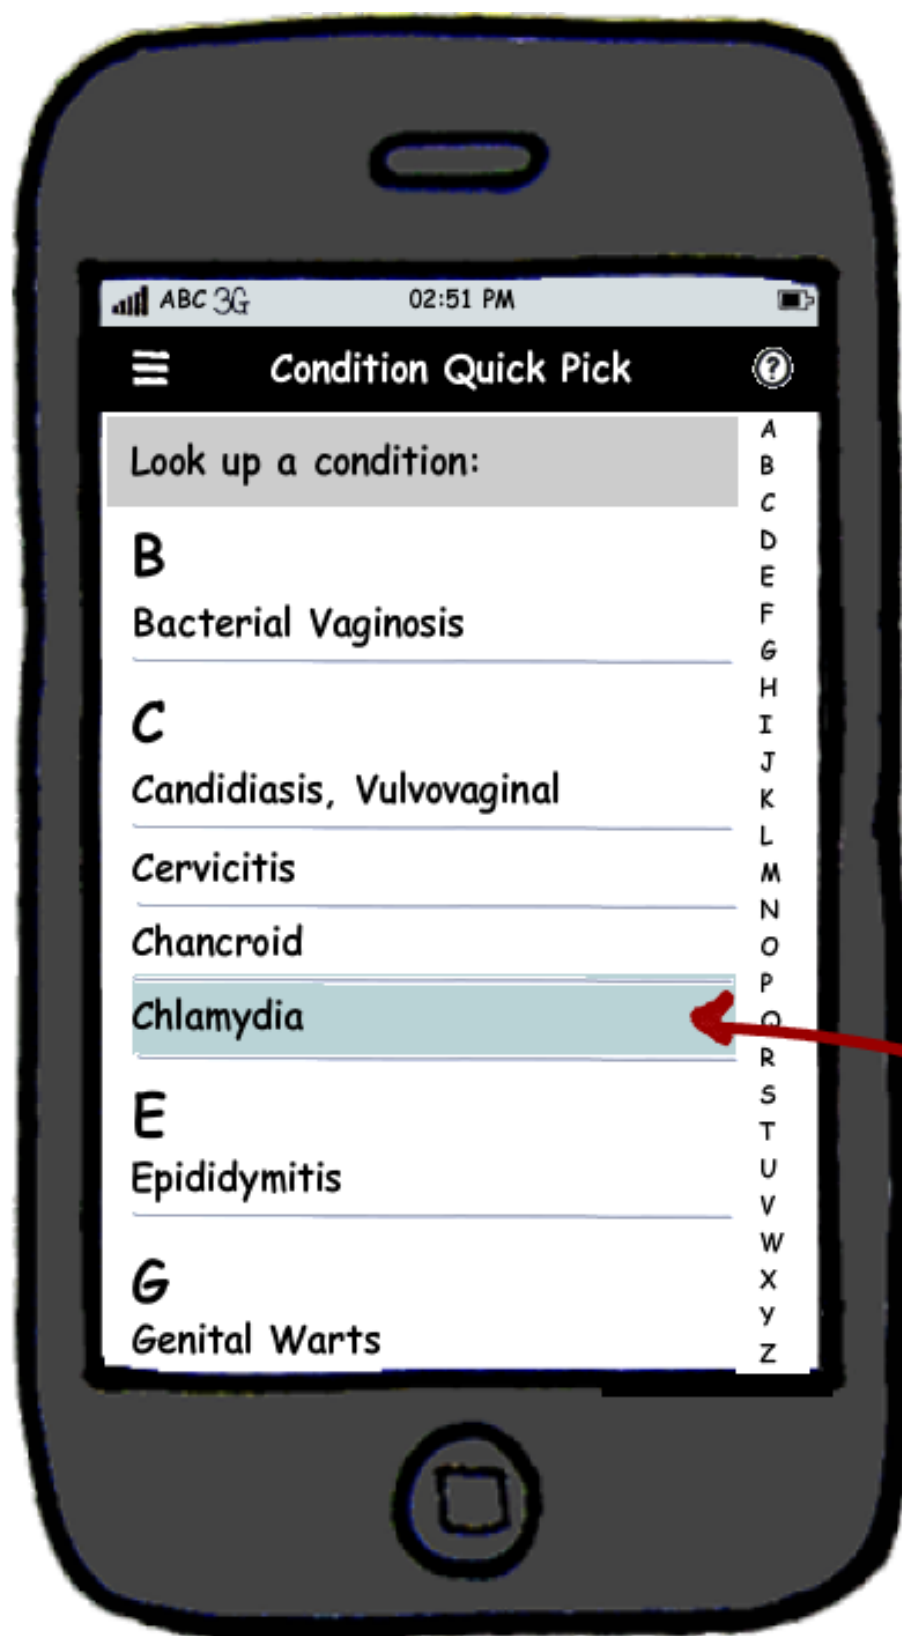 ABC 3G 02:51 PM
Condition Quick Pick ?
Look up a condition:
B
Bacterial Vaginosis
C
Candidiasis, Vulvovaginal
Cervicitis
Chancroid
Chlamydia
E
Epididymitis
G
Genital Warts
A
B
C
D
E
F
G
H
I
J
K
L
M
N
O
P
Q
R
S
T
U
V
W
X
Y
Z